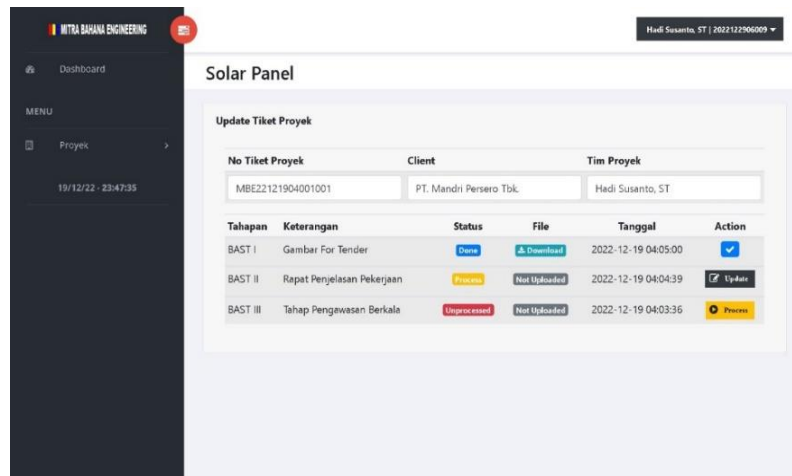 MITRA BAHANA ENGINEERING
Hadi Susanto, ST | 2022122906009
Dashboard
MENU
Proyek
19/12/22 - 23:47:35
Solar Panel
Update Tiket Proyek
No Tiket Proyek Client Tim Proyek
MBE22121904001001 PT. Mandri Persero Tbk. Hadi Susanto, ST
Tahapan Keterangan Status File Tanggal Action
BAST I Gambar For Tender Done Download 2022-12-19 04:05:00
BAST II Rapat Penjelasan Pekerjaan Process Not Uploaded 2022-12-19 04:04:39 Update
BAST III Tahap Pengawasan Berkala Unprocessed Not Uploaded 2022-12-19 04:03:36 Process